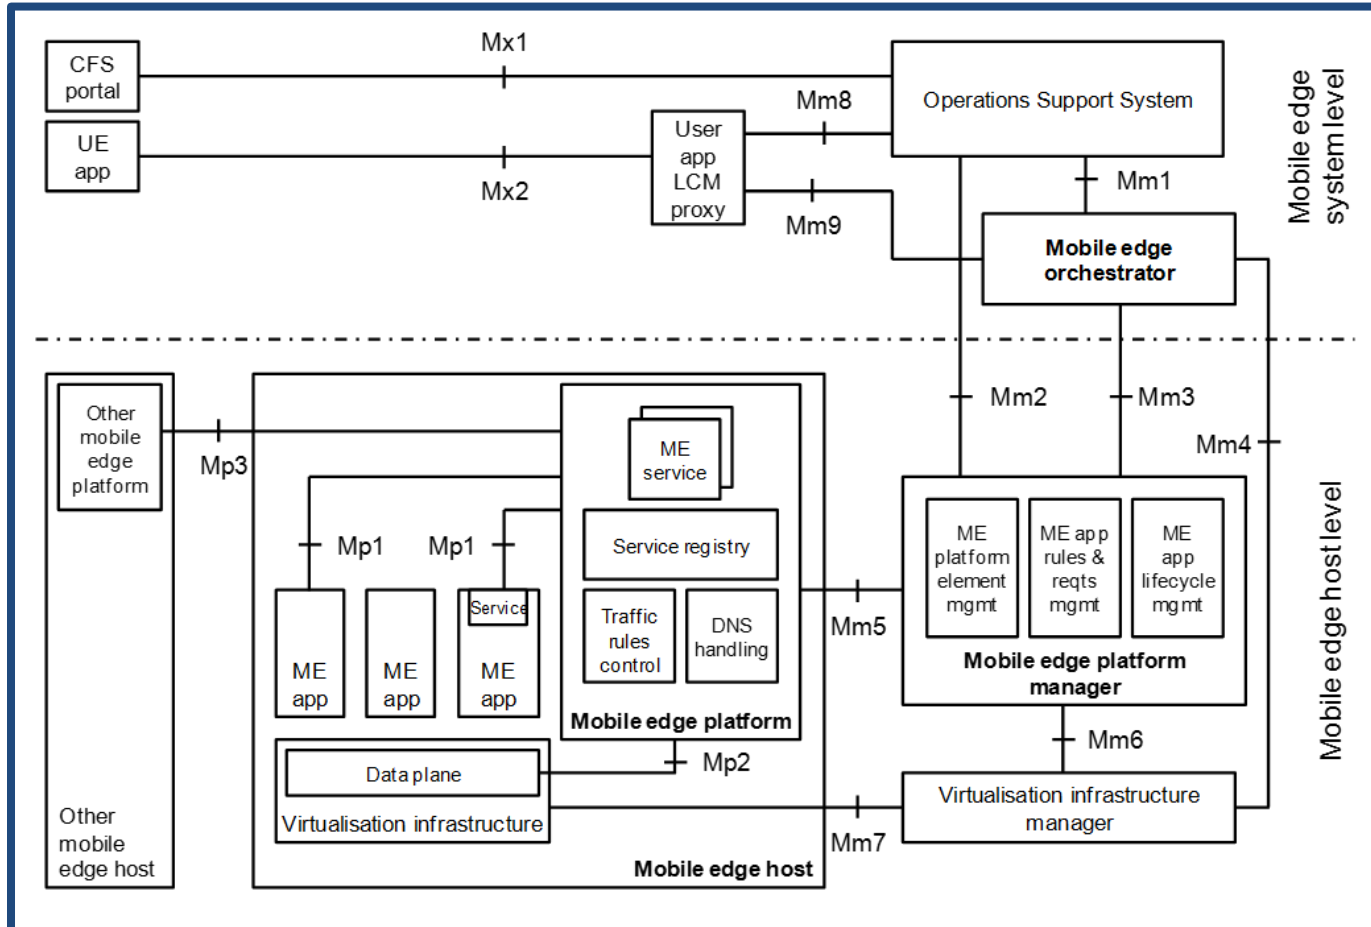 Mx1
CFS
portal
Operations Support System
Mm8
UE
app
User
app
LCM
proxy
Mx2
Mm9
Mm1
Mobile edge
orchestrator
Mobile edge
system level
Other
mobile
edge
platform
Mp3
ME
service
Mm2
Mm3
Mm4
Mp1
Mp1
Service registry
ME
platform
element
mgmt
ME app
rules &
reqts
mgmt
ME
app
lifecycle
mgmt
Service
Traffic
rules
control
DNS
handling
Mm5
ME
app
ME
app
ME
app
Mobile edge platform
manager
Mobile edge platform
Mm6
Mp2
Data plane
Virtualisation infrastructure
Virtualisation infrastructure
manager
Mm7
Other
mobile
edge host
Mobile edge host
Mobile edge host level